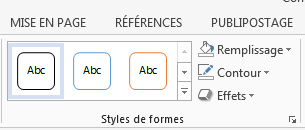 MISE EN PAGE RÉFÉRENCES PUBLIPOSTAGE
Abc Abc Abc
Remplissage
Contour
Effets
Styles de formes